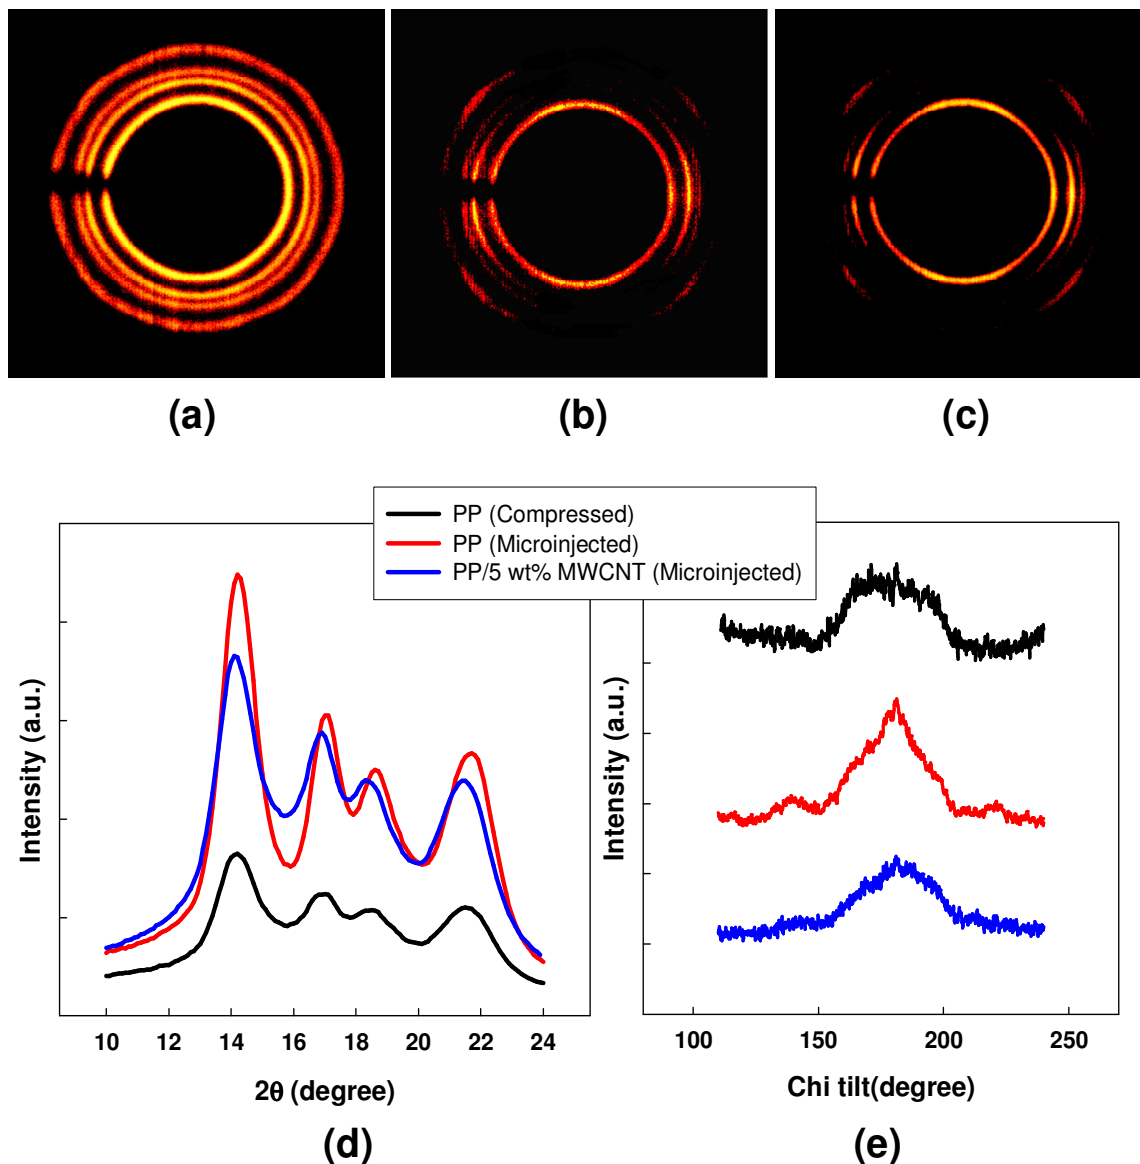 (a) (b) (c)
PP (Compressed)
PP (Microinjected)
PP/5 wt% MWCNT (Microinjected)
Intensity (a.u.)
10 12 14 16 18 20 22 24
2θ (degree)
(d)
Intensity (a.u.)
100 150 200 250
Chi tilt(degree)
(e)